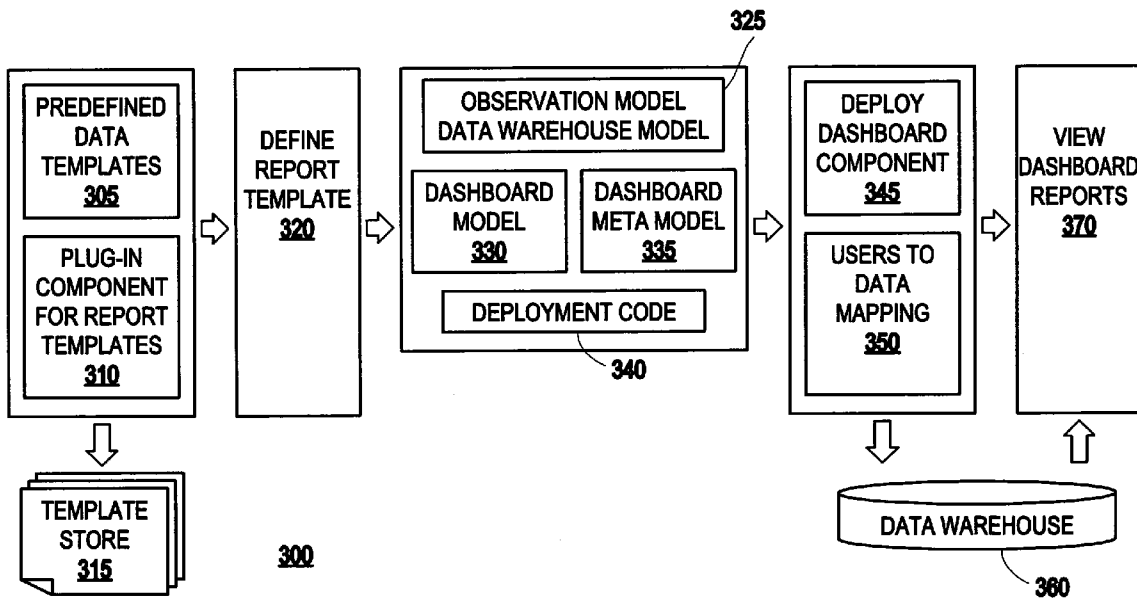 325
PREDEFINED
DATA
TEMPLATES
305
PLUG-IN
COMPONENT
FOR REPORT
TEMPLATES
310
TEMPLATE
STORE
315
DEFINE
REPORT
TEMPLATE
320
300
OBSERVATION MODEL
DATA WAREHOUSE MODEL
DASHBOARD
MODEL
330
DASHBOARD
META MODEL
335
DEPLOYMENT CODE
340
DEPLOY
DASHBOARD
COMPONENT
345
USERS TO
DATA
MAPPING
350
VIEW
DASHBOARD
REPORTS
370
DATA WAREHOUSE
360